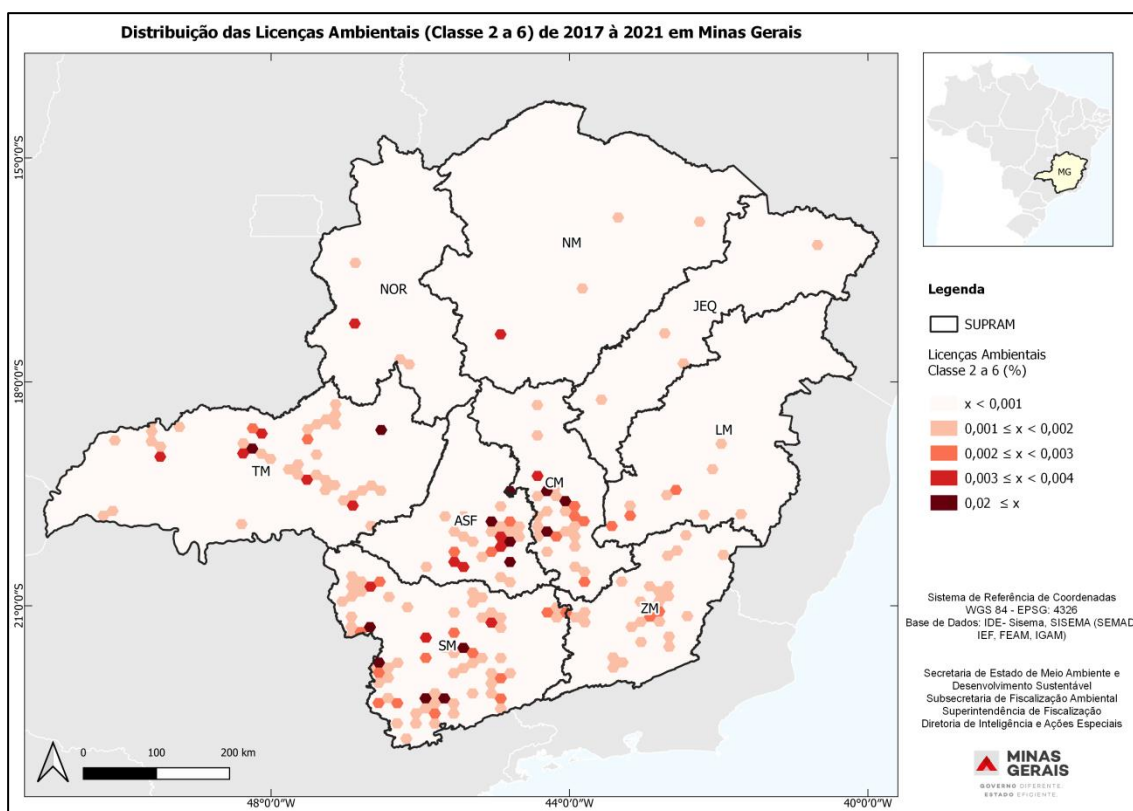 Distribuição das Licenças Ambientais (Classe 2 a 6) de 2017 à 2021 em Minas Gerais
15°0'0"S
18°0'0"S
21°0'0"S
NM
NOR
JEQ
LM
TM
CM
ASF
ZM
SM
0 100 200 km
48°0'0"W
44°0'0"W
40°0'0"W
MG
Legenda
SUPRAM
Licenças Ambientais
Classe 2 a 6 (%)
x < 0,001
0,001 ≤ x < 0,002
0,002 ≤ x < 0,003
0,003 ≤ x < 0,004
0,02 ≤ x
Sistema de Referência de Coordenadas
WGS 84 - EPSG: 4326
Base de Dados: IDE- Sisema, SISEMA (SEMAD,
IEF, FEAM, IGAM)
Secretaria de Estado de Meio Ambiente e
Desenvolvimento Sustentável
Subsecretaria de Fiscalização Ambiental
Superintendência de Fiscalização
Diretoria de Inteligência e Ações Especiais
MINAS
GERAIS
GOVERNO DIFERENTE.
ESTADO EFICIENTE.